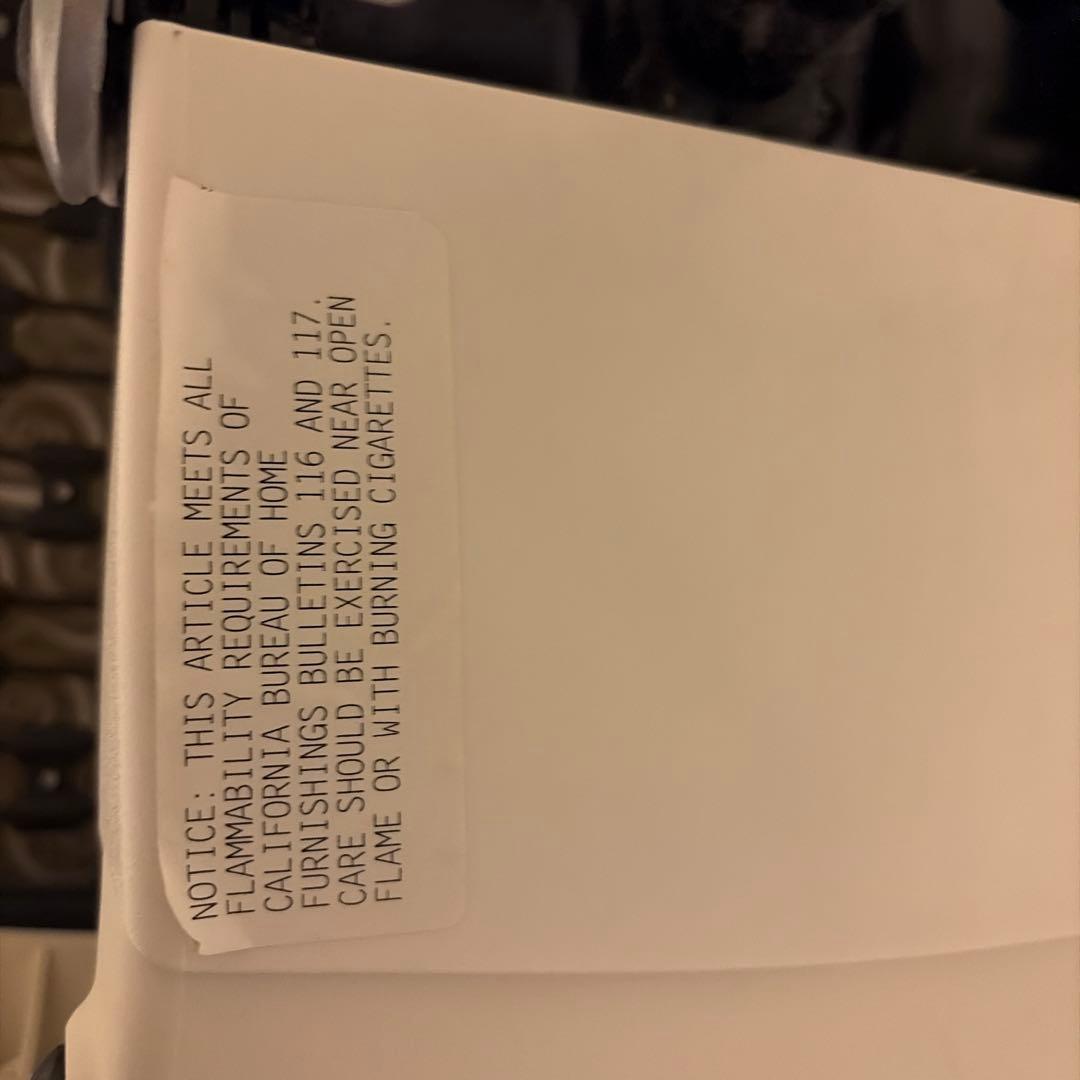 NOTICE: THIS ARTICLE MEETS ALL
FLAMMABILITY REQUIREMENTS OF
CALIFORNIA BUREAU OF HOME
FURNISHINGS BULLETINS 116 AND 117.
CARE SHOULD BE EXERCISED NEAR OPEN
FLAME OR WITH BURNING CIGARETTES.